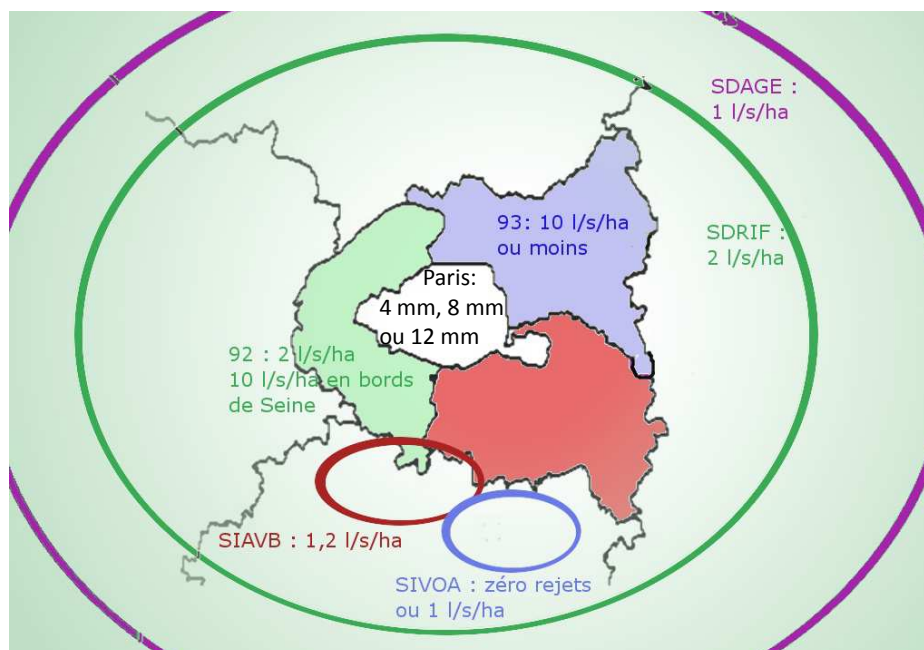 SDAGE :
1 l/s/ha
93: 10 l/s/ha
ou moins
SDRIF :
2 l/s/ha
Paris:
4 mm, 8 mm
ou 12 mm
92 : 2 l/s/ha
10 l/s/ha en bords
de Seine
SIAVB : 1,2 l/s/ha
SIVOA : zéro rejets
ou 1 l/s/ha